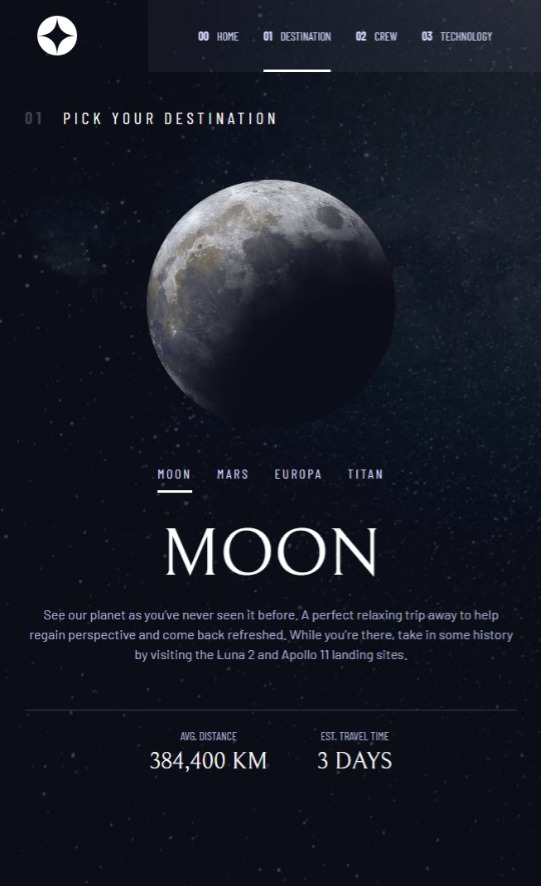 00 HOME 01 DESTINATION 02 CREW 03 TECHNOLOGY
01 PICK YOUR DESTINATION
MOON MARS EUROPA TITAN
MOON
See our planet as you've never seen it before. A perfect relaxing trip away to help
regain perspective and come back refreshed. While you're there, take in some history
by visiting the Luna 2 and Apollo 11 landing sites.
AVG. DISTANCE EST. TRAVEL TIME
384,400 KM 3 DAYS